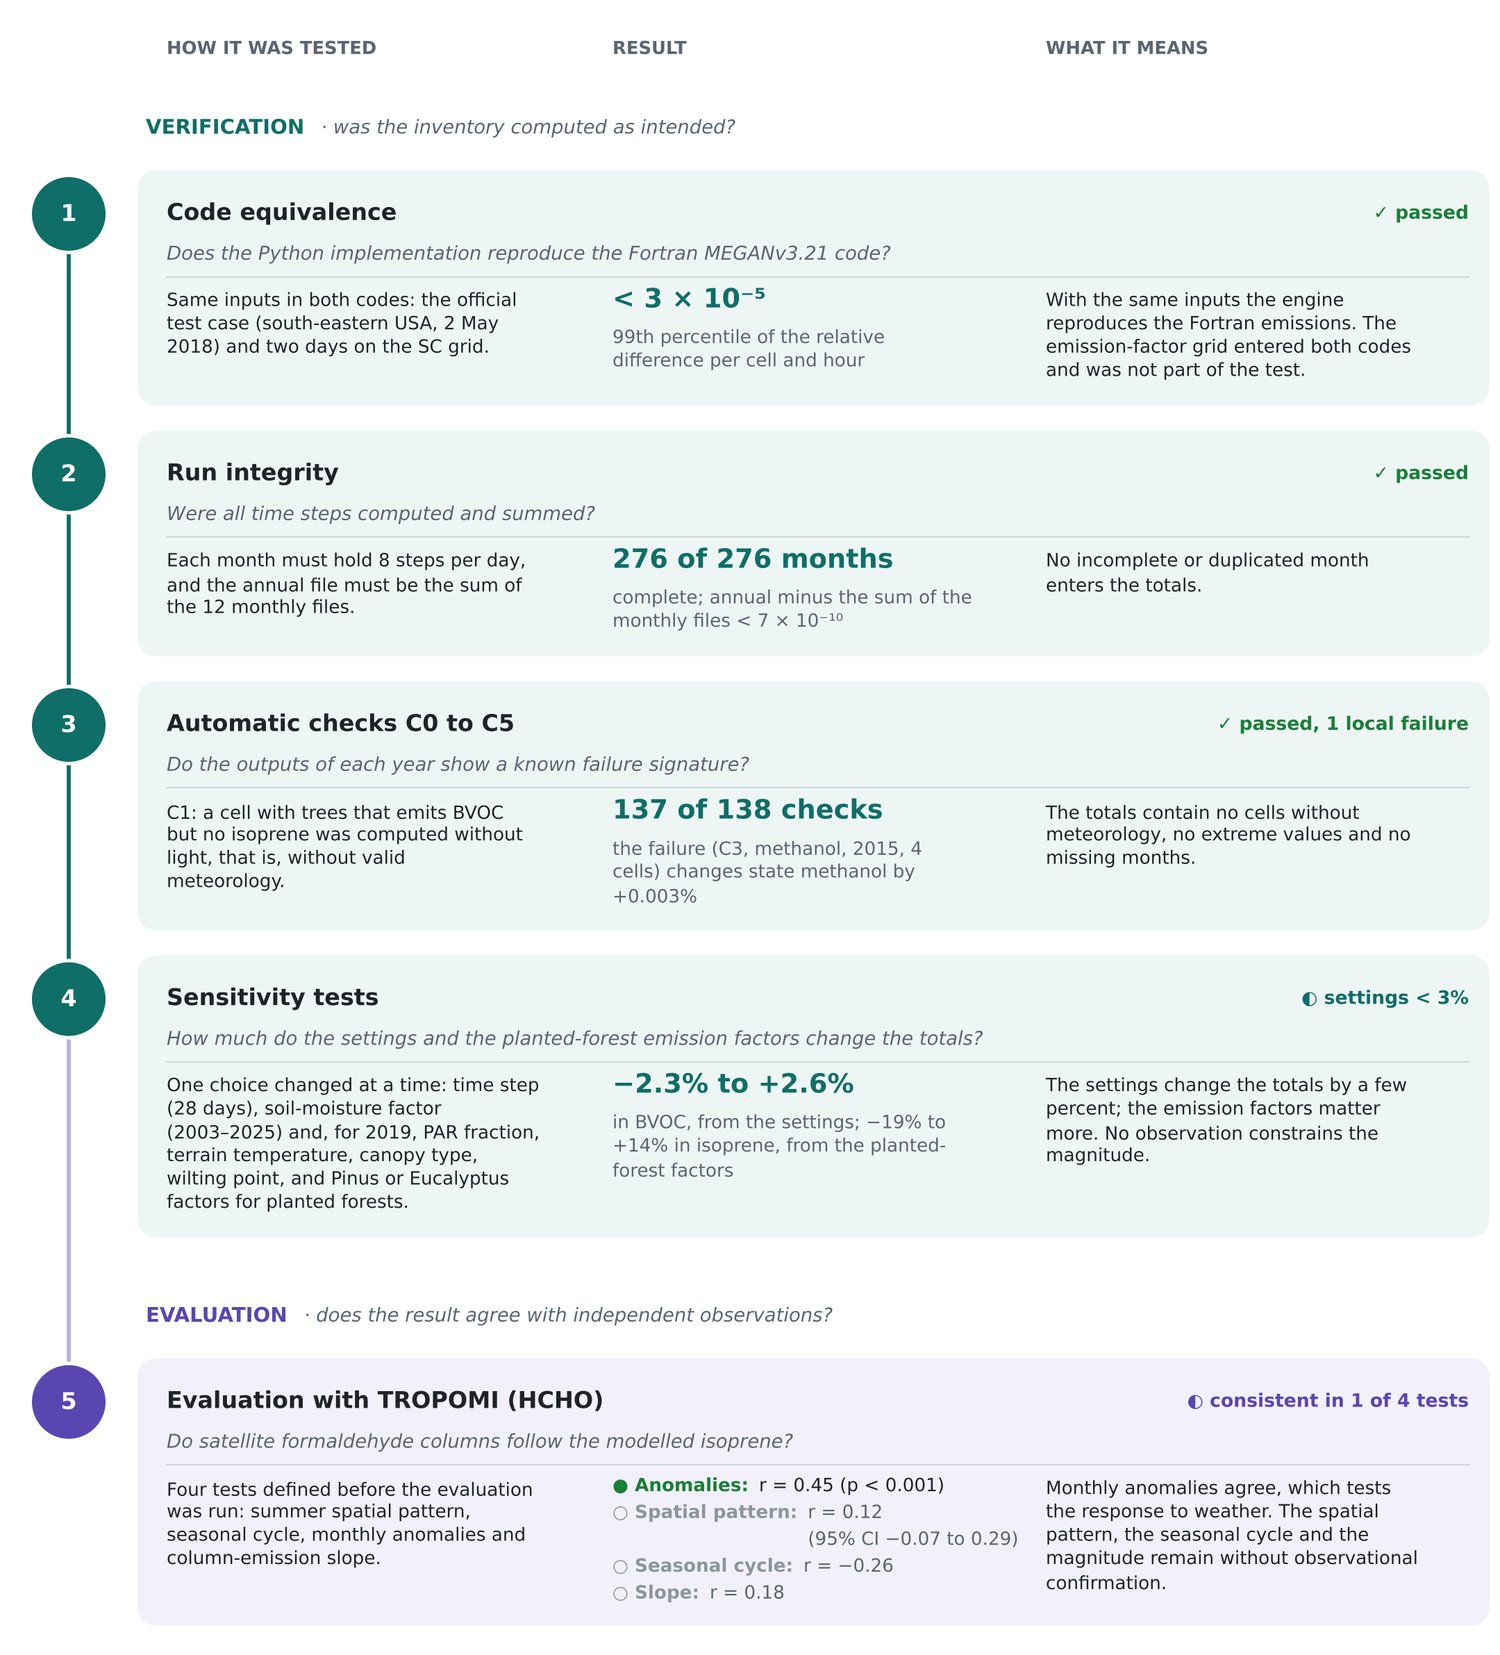 HOW IT WAS TESTED RESULT WHAT IT MEANS
VERIFICATION · was the inventory computed as intended?
1
Code equivalence
✓ passed
Does the Python implementation reproduce the Fortran MEGANv3.21 code?
Same inputs in both codes: the official
test case (south-eastern USA, 2 May
2018) and two days on the SC grid.
< 3 × 10⁻⁵
99th percentile of the relative
difference per cell and hour
With the same inputs the engine
reproduces the Fortran emissions. The
emission-factor grid entered both codes
and was not part of the test.
2
Run integrity
✓ passed
Were all time steps computed and summed?
Each month must hold 8 steps per day,
and the annual file must be the sum of
the 12 monthly files.
276 of 276 months
complete; annual minus the sum of the
monthly files < 7 × 10⁻¹⁰
No incomplete or duplicated month
enters the totals.
3
Automatic checks C0 to C5
✓ passed, 1 local failure
Do the outputs of each year show a known failure signature?
C1: a cell with trees that emits BVOC
but no isoprene was computed without
light, that is, without valid
meteorology.
137 of 138 checks
the failure (C3, methanol, 2015, 4
cells) changes state methanol by
+0.003%
The totals contain no cells without
meteorology, no extreme values and no
missing months.
4
Sensitivity tests
◐ settings < 3%
How much do the settings and the planted-forest emission factors change the totals?
One choice changed at a time: time step
(28 days), soil-moisture factor
(2003–2025) and, for 2019, PAR fraction,
terrain temperature, canopy type,
wilting point, and Pinus or Eucalyptus
factors for planted forests.
−2.3% to +2.6%
in BVOC, from the settings; −19% to
+14% in isoprene, from the planted-
forest factors
The settings change the totals by a few
percent; the emission factors matter
more. No observation constrains the
magnitude.
EVALUATION · does the result agree with independent observations?
5
Evaluation with TROPOMI (HCHO)
◐ consistent in 1 of 4 tests
Do satellite formaldehyde columns follow the modelled isoprene?
Four tests defined before the evaluation
was run: summer spatial pattern,
seasonal cycle, monthly anomalies and
column-emission slope.
● Anomalies: r = 0.45 (p < 0.001)
○ Spatial pattern: r = 0.12
(95% CI −0.07 to 0.29)
○ Seasonal cycle: r = −0.26
○ Slope: r = 0.18
Monthly anomalies agree, which tests
the response to weather. The spatial
pattern, the seasonal cycle and the
magnitude remain without observational
confirmation.